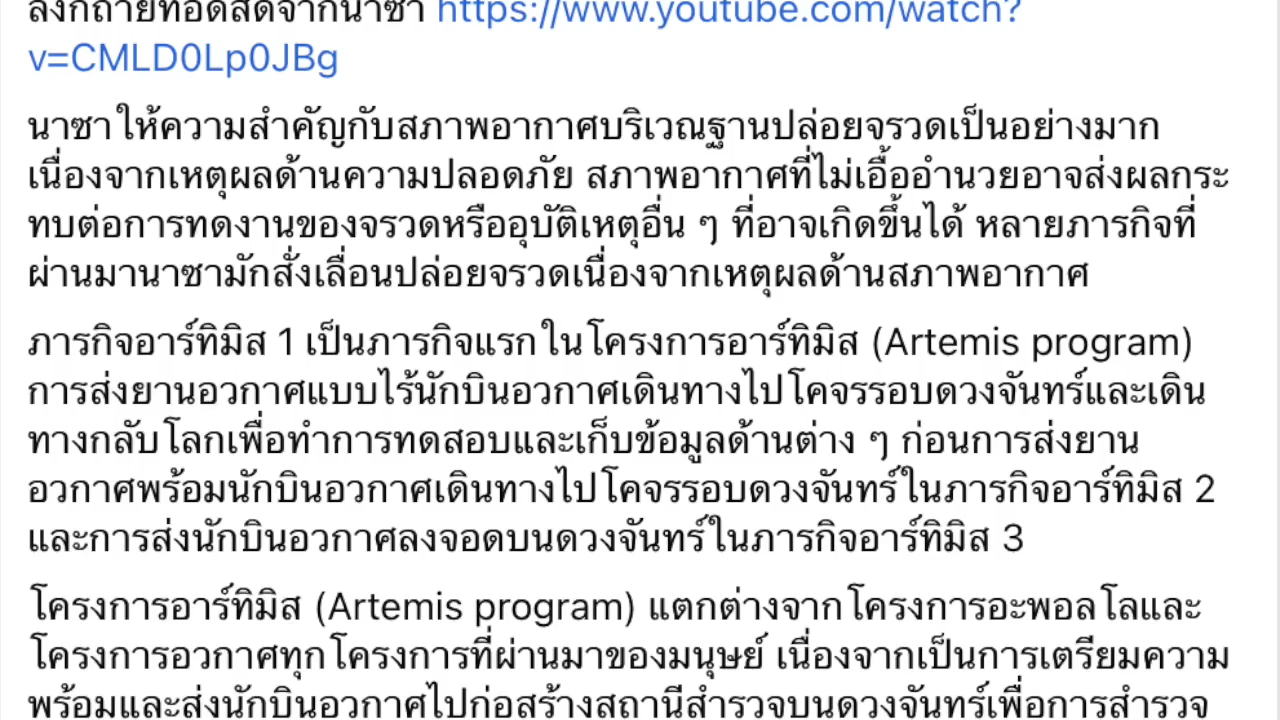 ลิงก์ถ่ายทอดสดจากนาซา https://www.youtube.com/watch?
v=CMLD0Lp0JBg
นาซาให้ความสำคัญกับสภาพอากาศบริเวณฐานปล่อยจรวดเป็นอย่างมาก
เนื่องจากเหตุผลด้านความปลอดภัย สภาพอากาศที่ไม่เอื้ออำนวยอาจส่งผลกระ
ทบต่อการทดงานของจรวดหรืออุบัติเหตุอื่น ๆ ที่อาจเกิดขึ้นได้ หลายภารกิจที่
ผ่านมานาซามักสั่งเลื่อนปล่อยจรวดเนื่องจากเหตุผลด้านสภาพอากาศ
ภารกิจอาร์ทิมิส 1 เป็นภารกิจแรกในโครงการอาร์ทิมิส (Artemis program)
การส่งยานอวกาศแบบไร้นักบินอวกาศเดินทางไปโคจรรอบดวงจันทร์และเดิน
ทางกลับโลกเพื่อทำการทดสอบและเก็บข้อมูลด้านต่าง ๆ ก่อนการส่งยาน
อวกาศพร้อมนักบินอวกาศเดินทางไปโคจรรอบดวงจันทร์ในภารกิจอาร์ทิมิส 2
และการส่งนักบินอวกาศลงจอดบนดวงจันทร์ในภารกิจอาร์ทิมิส 3
โครงการอาร์ทิมิส (Artemis program) แตกต่างจากโครงการอะพอลโลและ
โครงการอวกาศทุกโครงการที่ผ่านมาของมนุษย์ เนื่องจากเป็นการเตรียมความ
พร้อมและส่งนักบินอวกาศไปก่อสร้างสถานีสำรวจบนดวงจันทร์เพื่อการสำรวจ